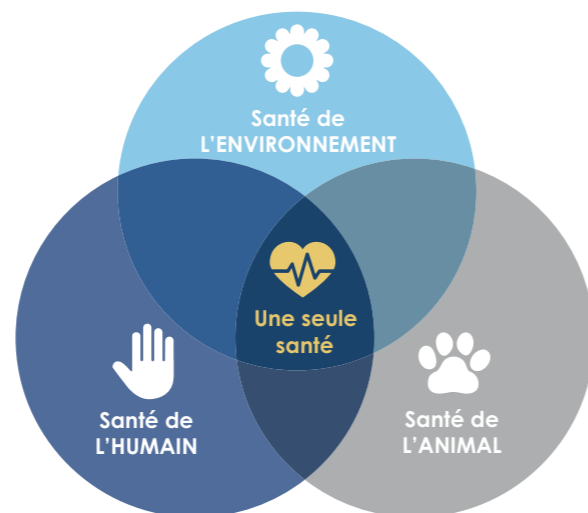 Santé de
L'ENVIRONNEMENT
Une seule
santé
Santé de
L'HUMAIN
Santé de
L'ANIMAL